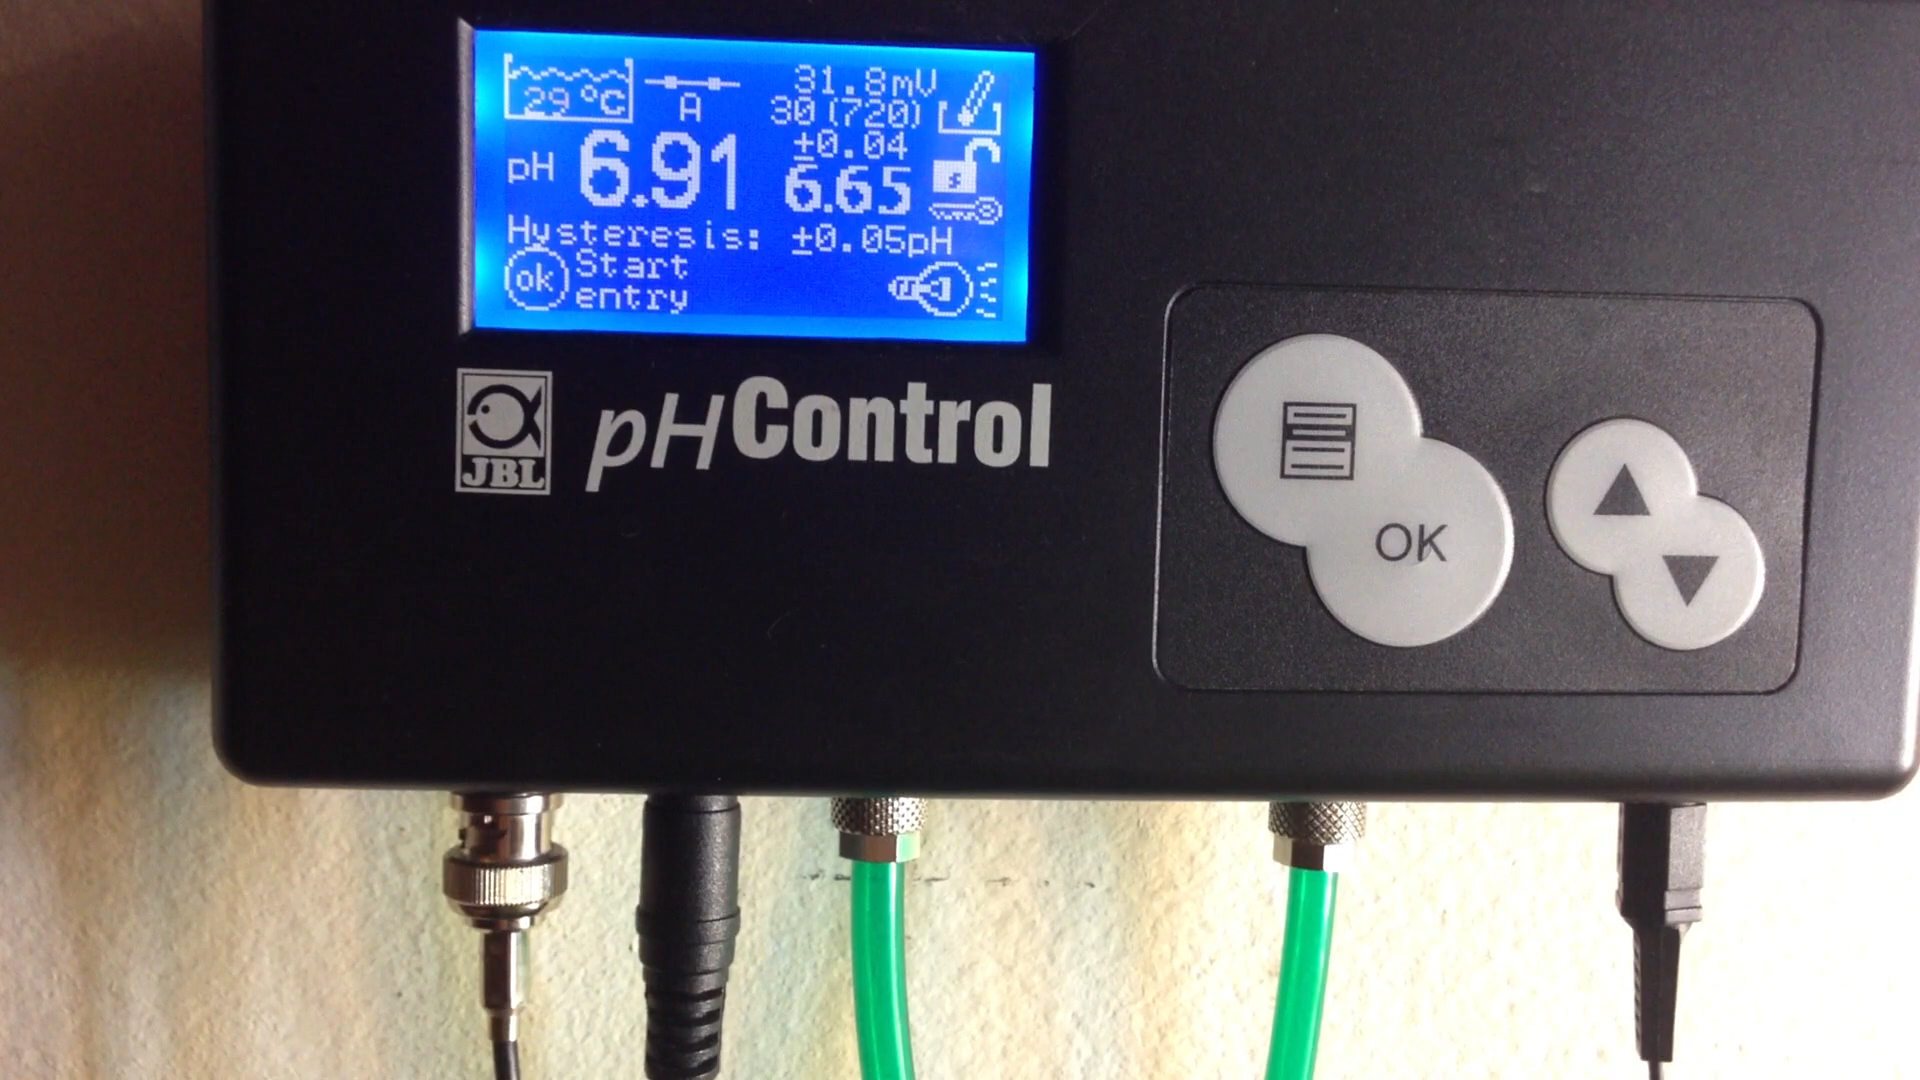 29 °C
A
31.8mV
30(720)
±0.04
pH 6.91
6.65
Hysteresis: ±0.05pH
ok Start
entry
JBL
pHControl
OK